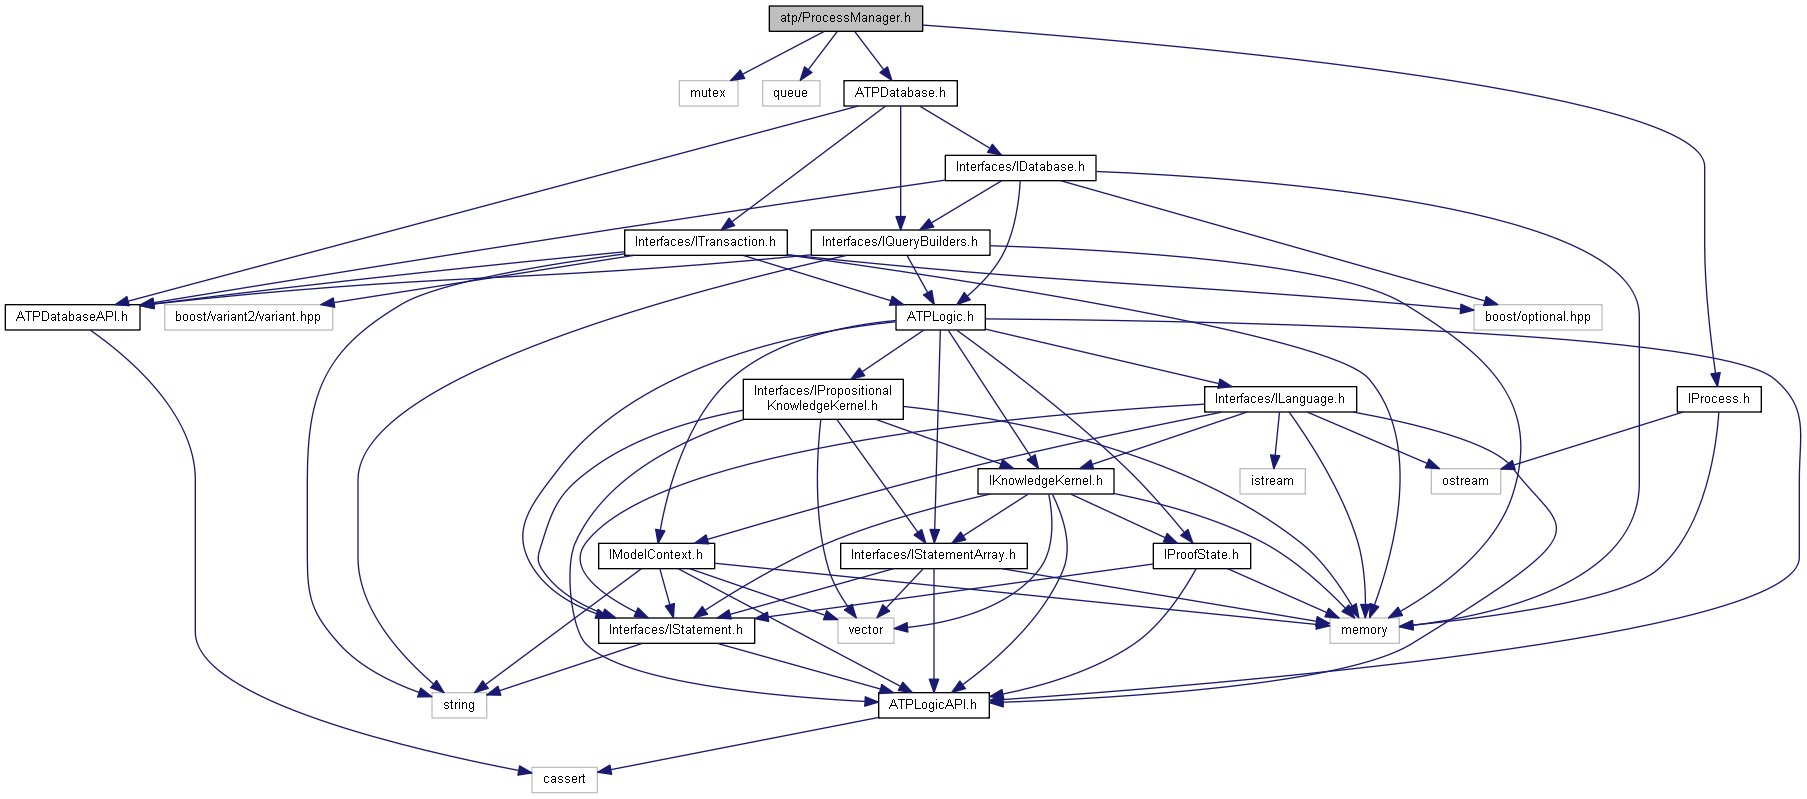 atp/ProcessManager.h
mutex
queue
ATPDatabase.h
Interfaces/IDatabase.h
Interfaces/ITransaction.h
Interfaces/IQueryBuilders.h
ATPDatabaseAPI.h
boost/variant2/variant.hpp
ATPLogic.h
boost/optional.hpp
Interfaces/IPropositional
KnowledgeKernel.h
Interfaces/ILanguage.h
IProcess.h
IKnowledgeKernel.h
istream
ostream
IModelContext.h
Interfaces/IStatementArray.h
IProofState.h
Interfaces/IStatement.h
vector
memory
string
ATPLogicAPI.h
cassert